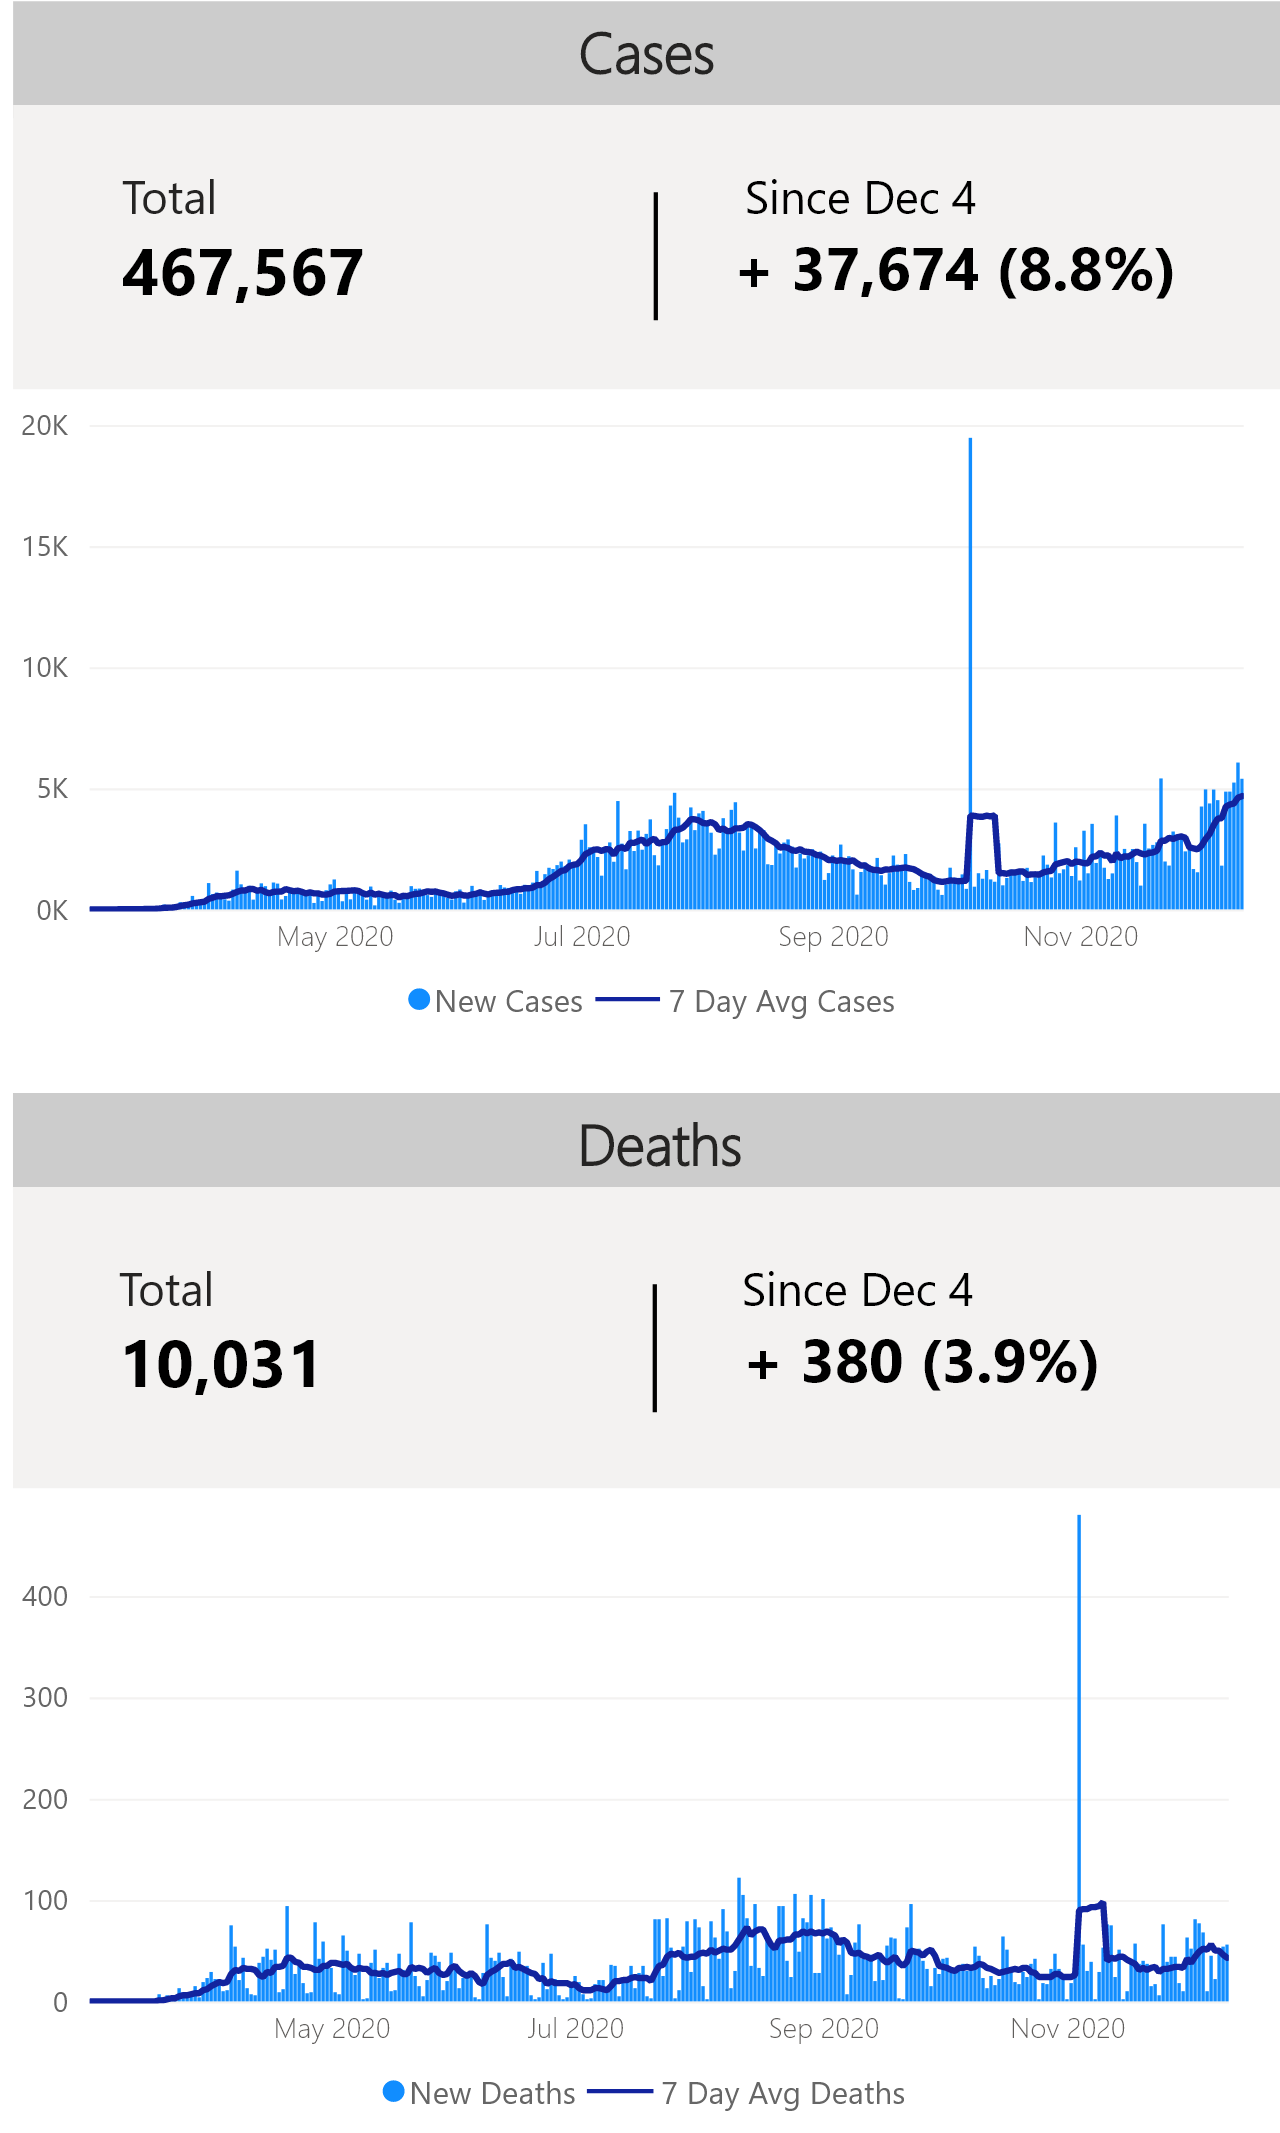 Cases
Total
Since Dec 4
467,567
+ 37,674 (8.8%)
20K
15K
10K
5K
0K
May 2020
Jul 2020
Sep 2020
Nov 2020
New Cases
7 Day Avg Cases
Deaths
Total
Since Dec 4
10,031
+ 380 (3.9%)
400
300
200
100
0
May 2020
Jul 2020
Sep 2020
Nov 2020
New Deaths
7 Day Avg Deaths